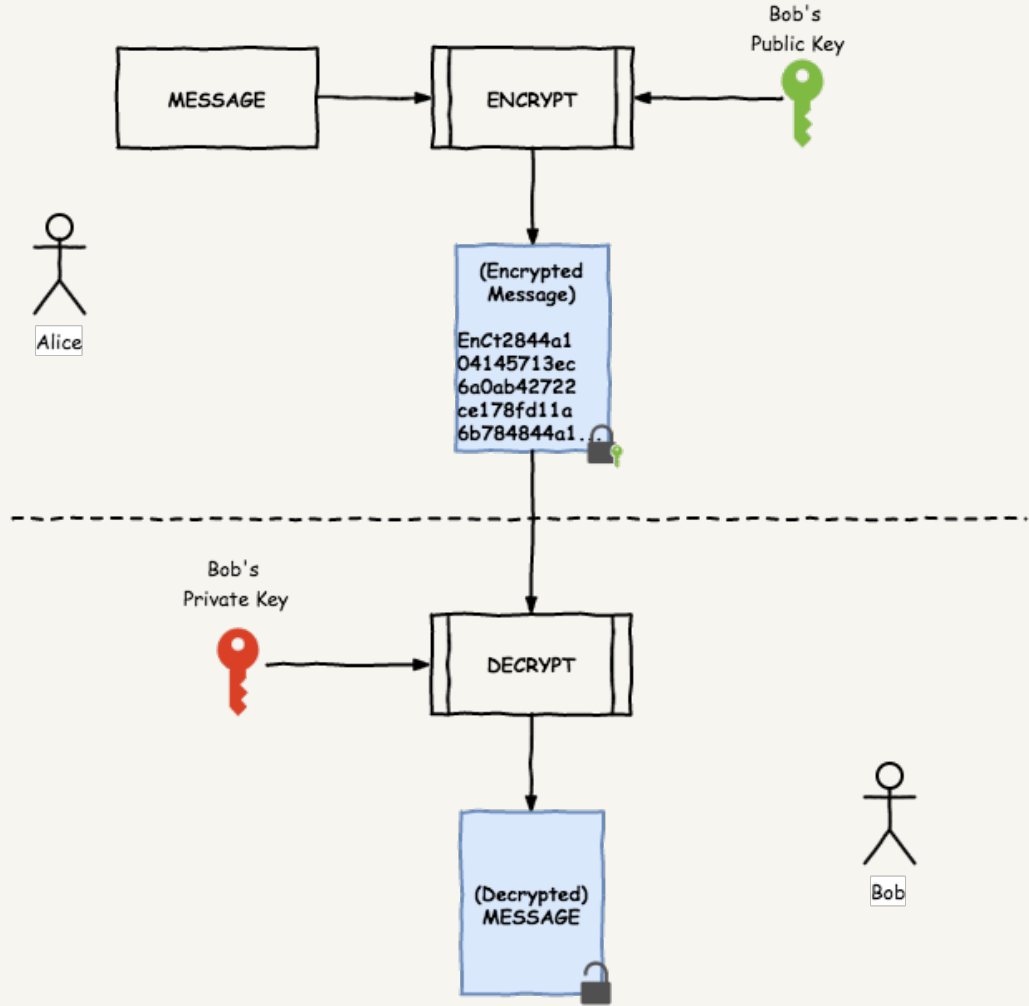 Bob's
Public Key
MESSAGE
ENCRYPT
(Encrypted
Message)
EnCt2844a1
04145713ec
6a0ab42722
ce178fd11a
6b784844a1...
Alice
Bob's
Private Key
DECRYPT
(Decrypted)
MESSAGE
Bob